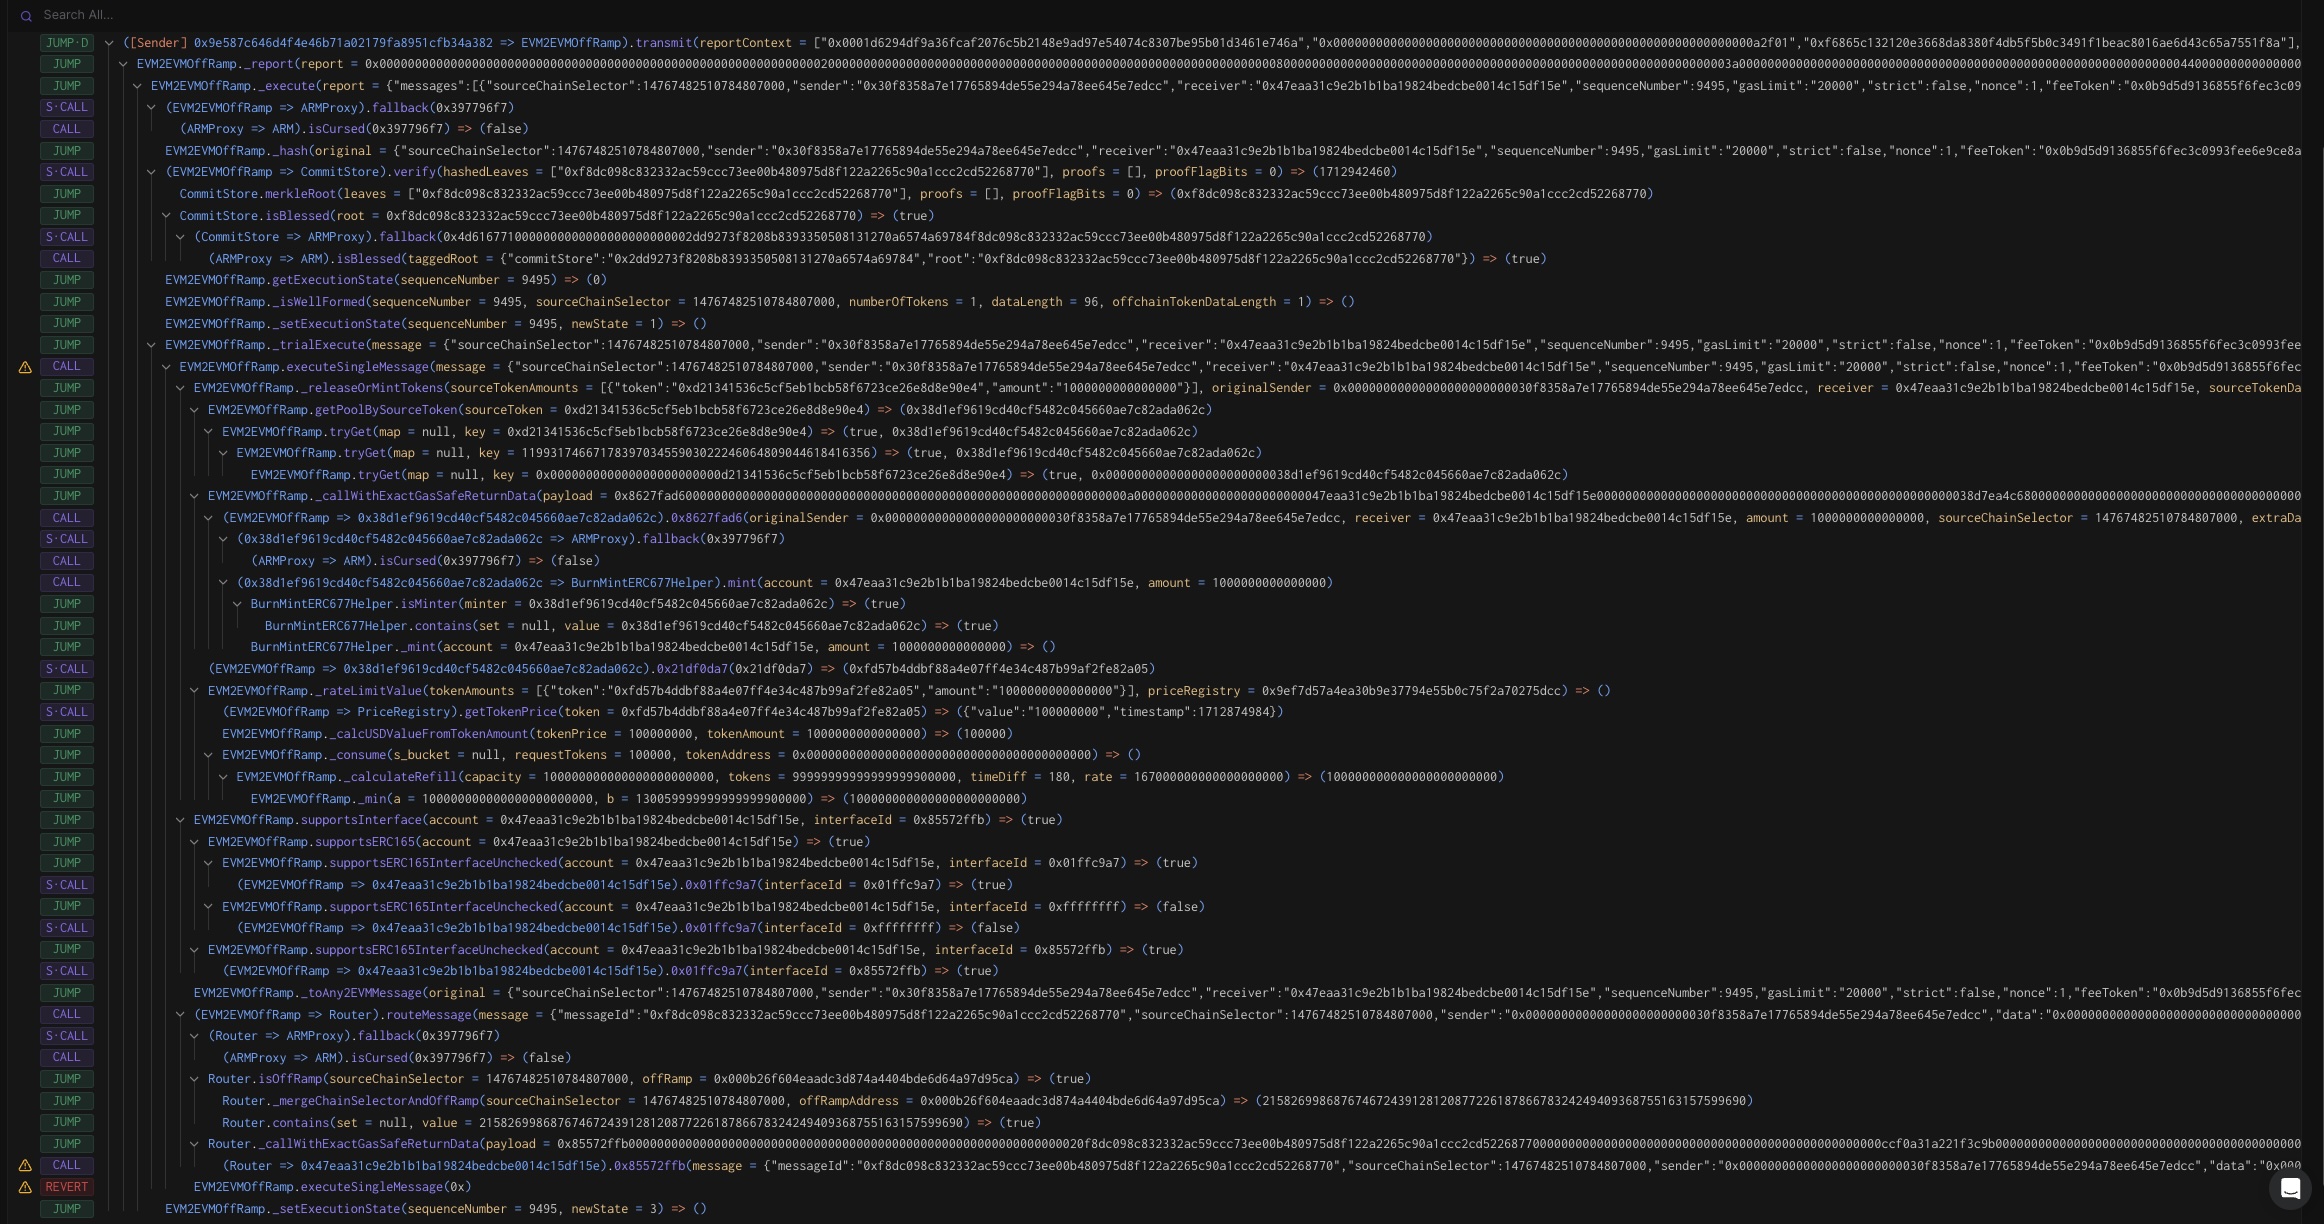 Search All...
JUMP·D ([Sender] 0x9e587c646d4f4e46b71a02179fa8951cfb34a382 => EVM2EVMOffRamp).transmit(reportContext = ["0x0001d6294df9a36fcaf2076c5b2148e9ad97e54074c8307be95b01d3461e746a","0x000000000000000000000000000000000000000000000000000000000000a2f01","0xf6865c132120e3668da8380f4db5f5b0c3491f1beac8016ae6d43c65a7551f8a"],
JUMP EVM2EVMOffRamp._report(report =
JUMP EVM2EVMOffRamp._execute(report = {"messages":[{"sourceChainSelector":14767482510784807000,"sender":"0x30f8358a7e17765894de55e294a78ee645e7edcc","receiver":"0x47eaa31c9e2b1b1ba19824bedcbe0014c15df15e","sequenceNumber":9495,"gasLimit":"20000","strict":false,"nonce":1,"feeToken":"0x0b9d5d9136855f6fec3c09
S·CALL (EVM2EVMOffRamp => ARMProxy).fallback(0x397796f7)
CALL (ARMProxy => ARM).isCursed(0x397796f7) => (false)
JUMP EVM2EVMOffRamp._hash(original = {"sourceChainSelector":14767482510784807000,"sender":"0x30f8358a7e17765894de55e294a78ee645e7edcc","receiver":"0x47eaa31c9e2b1b1ba19824bedcbe0014c15df15e","sequenceNumber":9495,"gasLimit":"20000","strict":false,"nonce":1,"feeToken":"0x0b9d5d9136855f6fec3c0993fee6e9ce8a
S·CALL (EVM2EVMOffRamp => CommitStore).verify(hashedLeaves = ["0xf8dc098c832332ac59ccc73ee00b480975d8f122a2265c90a1ccc2cd52268770"], proofs = [], proofFlagBits = 0) => (1712942460)
JUMP CommitStore.merkleRoot(leaves = ["0xf8dc098c832332ac59ccc73ee00b480975d8f122a2265c90a1ccc2cd52268770"], proofs = [], proofFlagBits = 0) => (0xf8dc098c832332ac59ccc73ee00b480975d8f122a2265c90a1ccc2cd52268770)
JUMP CommitStore.isBlessed(root = 0xf8dc098c832332ac59ccc73ee00b480975d8f122a2265c90a1ccc2cd52268770) => (true)
S·CALL (CommitStore => ARMProxy).fallback(0x4d6167710000000000000000000000002dd9273f8208b8393350508131270a6574a69784f8dc098c832332ac59ccc73ee00b480975d8f122a2265c90a1ccc2cd52268770)
CALL (ARMProxy => ARM).isBlessed(taggedRoot = {"commitStore":"0x2dd9273f8208b8393350508131270a6574a69784","root":"0xf8dc098c832332ac59ccc73ee00b480975d8f122a2265c90a1ccc2cd52268770"}) => (true)
JUMP EVM2EVMOffRamp.getExecutionState(sequenceNumber = 9495) => (0)
JUMP EVM2EVMOffRamp._isWellFormed(sequenceNumber = 9495, sourceChainSelector = 14767482510784807000, numberOfTokens = 1, dataLength = 96, offchainTokenDataLength = 1) => ()
JUMP EVM2EVMOffRamp._setExecutionState(sequenceNumber = 9495, newState = 1) => ()
JUMP EVM2EVMOffRamp._trialExecute(message = {"sourceChainSelector":14767482510784807000,"sender":"0x30f8358a7e17765894de55e294a78ee645e7edcc","receiver":"0x47eaa31c9e2b1b1ba19824bedcbe0014c15df15e","sequenceNumber":9495,"gasLimit":"20000","strict":false,"nonce":1,"feeToken":"0x0b9d5d9136855f6fec3c0993fee
CALL EVM2EVMOffRamp.executeSingleMessage(message = {"sourceChainSelector":14767482510784807000,"sender":"0x30f8358a7e17765894de55e294a78ee645e7edcc","receiver":"0x47eaa31c9e2b1b1ba19824bedcbe0014c15df15e","sequenceNumber":9495,"gasLimit":"20000","strict":false,"nonce":1,"feeToken":"0x0b9d5d9136855f6fec
JUMP EVM2EVMOffRamp._releaseOrMintTokens(sourceTokenAmounts = [{"token":"0xd21341536c5cf5eb1bcb58f6723ce26e8d8e90e4","amount":"1000000000000000"}], originalSender = 0x00000000000000000000000030f8358a7e17765894de55e294a78ee645e7edcc, receiver = 0x47eaa31c9e2b1b1ba19824bedcbe0014c15df15e, sourceTokenDa
JUMP EVM2EVMOffRamp.getPoolBySourceToken(sourceToken = 0xd21341536c5cf5eb1bcb58f6723ce26e8d8e90e4) => (0x38d1ef9619cd40cf5482c045660ae7c82ada062c)
JUMP EVM2EVMOffRamp.tryGet(map = null, key = 0xd21341536c5cf5eb1bcb58f6723ce26e8d8e90e4) => (true, 0x38d1ef9619cd40cf5482c045660ae7c82ada062c)
JUMP EVM2EVMOffRamp.tryGet(map = null, key = 1199317466717839703455903022246064809044618416356) => (true, 0x38d1ef9619cd40cf5482c045660ae7c82ada062c)
JUMP EVM2EVMOffRamp.tryGet(map = null, key = 0x000000000000000000000000d21341536c5cf5eb1bcb58f6723ce26e8d8e90e4) => (true, 0x00000000000000000000000038d1ef9619cd40cf5482c045660ae7c82ada062c)
JUMP EVM2EVMOffRamp._callWithExactGasSafeReturnData(payload =
CALL (EVM2EVMOffRamp => 0x38d1ef9619cd40cf5482c045660ae7c82ada062c).0x8627fad6(originalSender = 0x00000000000000000000000030f8358a7e17765894de55e294a78ee645e7edcc, receiver = 0x47eaa31c9e2b1b1ba19824bedcbe0014c15df15e, amount = 1000000000000000, sourceChainSelector = 14767482510784807000, extraDa
S·CALL (0x38d1ef9619cd40cf5482c045660ae7c82ada062c => ARMProxy).fallback(0x397796f7)
CALL (ARMProxy => ARM).isCursed(0x397796f7) => (false)
CALL (0x38d1ef9619cd40cf5482c045660ae7c82ada062c => BurnMintERC677Helper).mint(account = 0x47eaa31c9e2b1b1ba19824bedcbe0014c15df15e, amount = 1000000000000000)
JUMP BurnMintERC677Helper.isMinter(minter = 0x38d1ef9619cd40cf5482c045660ae7c82ada062c) => (true)
JUMP BurnMintERC677Helper.contains(set = null, value = 0x38d1ef9619cd40cf5482c045660ae7c82ada062c) => (true)
JUMP BurnMintERC677Helper._mint(account = 0x47eaa31c9e2b1b1ba19824bedcbe0014c15df15e, amount = 1000000000000000) => ()
S·CALL (EVM2EVMOffRamp => 0x38d1ef9619cd40cf5482c045660ae7c82ada062c).0x21df0da7(0x21df0da7) => (0xfd57b4ddbf88a4e07ff4e34c487b99af2fe82a05)
JUMP EVM2EVMOffRamp._rateLimitValue(tokenAmounts = [{"token":"0xfd57b4ddbf88a4e07ff4e34c487b99af2fe82a05","amount":"1000000000000000"}], priceRegistry = 0x9ef7d57a4ea30b9e37794e55b0c75f2a70275dcc) => ()
S·CALL (EVM2EVMOffRamp => PriceRegistry).getTokenPrice(token = 0xfd57b4ddbf88a4e07ff4e34c487b99af2fe82a05) => ({"value":"100000000","timestamp":1712874984})
JUMP EVM2EVMOffRamp._calcUSDValueFromTokenAmount(tokenPrice = 100000000, tokenAmount = 1000000000000000) => (100000)
JUMP EVM2EVMOffRamp._consume(s_bucket = null, requestTokens = 100000, tokenAddress = 0x0000000000000000000000000000000000000000) => ()
JUMP EVM2EVMOffRamp._calculateRefill(capacity = 100000000000000000000000, tokens = 99999999999999999900000, timeDiff = 180, rate = 167000000000000000000) => (100000000000000000000000)
JUMP EVM2EVMOffRamp._min(a = 100000000000000000000000, b = 130059999999999999900000) => (100000000000000000000000)
JUMP EVM2EVMOffRamp.supportsInterface(account = 0x47eaa31c9e2b1b1ba19824bedcbe0014c15df15e, interfaceId = 0x85572ffb) => (true)
JUMP EVM2EVMOffRamp.supportsERC165(account = 0x47eaa31c9e2b1b1ba19824bedcbe0014c15df15e) => (true)
JUMP EVM2EVMOffRamp.supportsERC165InterfaceUnchecked(account = 0x47eaa31c9e2b1b1ba19824bedcbe0014c15df15e, interfaceId = 0x01ffc9a7) => (true)
S·CALL (EVM2EVMOffRamp => 0x47eaa31c9e2b1b1ba19824bedcbe0014c15df15e).0x01ffc9a7(interfaceId = 0x01ffc9a7) => (true)
JUMP EVM2EVMOffRamp.supportsERC165InterfaceUnchecked(account = 0x47eaa31c9e2b1b1ba19824bedcbe0014c15df15e, interfaceId = 0xffffffff) => (false)
S·CALL (EVM2EVMOffRamp => 0x47eaa31c9e2b1b1ba19824bedcbe0014c15df15e).0x01ffc9a7(interfaceId = 0xffffffff) => (false)
JUMP EVM2EVMOffRamp.supportsERC165InterfaceUnchecked(account = 0x47eaa31c9e2b1b1ba19824bedcbe0014c15df15e, interfaceId = 0x85572ffb) => (true)
S·CALL (EVM2EVMOffRamp => 0x47eaa31c9e2b1b1ba19824bedcbe0014c15df15e).0x01ffc9a7(interfaceId = 0x85572ffb) => (true)
JUMP EVM2EVMOffRamp._toAny2EVMMessage(original = {"sourceChainSelector":14767482510784807000,"sender":"0x30f8358a7e17765894de55e294a78ee645e7edcc","receiver":"0x47eaa31c9e2b1b1ba19824bedcbe0014c15df15e","sequenceNumber":9495,"gasLimit":"20000","strict":false,"nonce":1,"feeToken":"0x0b9d5d9136855f6fec
CALL (EVM2EVMOffRamp => Router).routeMessage(message = {"messageId":"0xf8dc098c832332ac59ccc73ee00b480975d8f122a2265c90a1ccc2cd52268770","sourceChainSelector":14767482510784807000,"sender":"0x00000000000000000000000030f8358a7e17765894de55e294a78ee645e7edcc","data":
S·CALL (Router => ARMProxy).fallback(0x397796f7)
CALL (ARMProxy => ARM).isCursed(0x397796f7) => (false)
JUMP Router.isOffRamp(sourceChainSelector = 14767482510784807000, offRamp = 0x000b26f604eaadc3d874a4404bde6d64a97d95ca) => (true)
JUMP Router._mergeChainSelectorAndOffRamp(sourceChainSelector = 14767482510784807000, offRampAddress = 0x000b26f604eaadc3d874a4404bde6d64a97d95ca) => (21582699868767467243912812087722618786678324249409368755163157599690)
JUMP Router.contains(set = null, value = 21582699868767467243912812087722618786678324249409368755163157599690) => (true)
JUMP Router._callWithExactGasSafeReturnData(payload =
CALL (Router => 0x47eaa31c9e2b1b1ba19824bedcbe0014c15df15e).0x85572ffb(message = {"messageId":"0xf8dc098c832332ac59ccc73ee00b480975d8f122a2265c90a1ccc2cd52268770","sourceChainSelector":14767482510784807000,"sender":"0x00000000000000000000000030f8358a7e17765894de55e294a78ee645e7edcc","data":"0x000
REVERT EVM2EVMOffRamp.executeSingleMessage(0x)
JUMP EVM2EVMOffRamp._setExecutionState(sequenceNumber = 9495, newState = 3) => ()